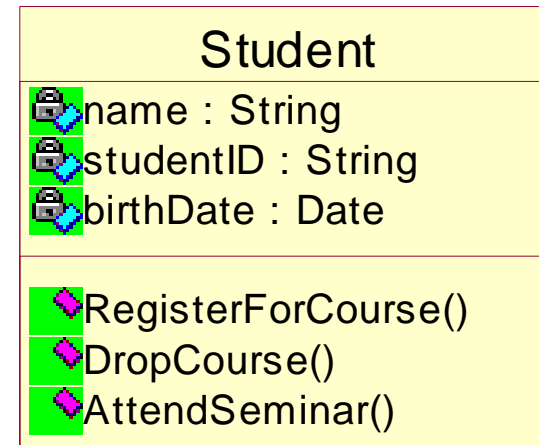 Student
name : String
studentID : String
birthDate : Date
RegisterForCourse()
DropCourse()
AttendSeminar()